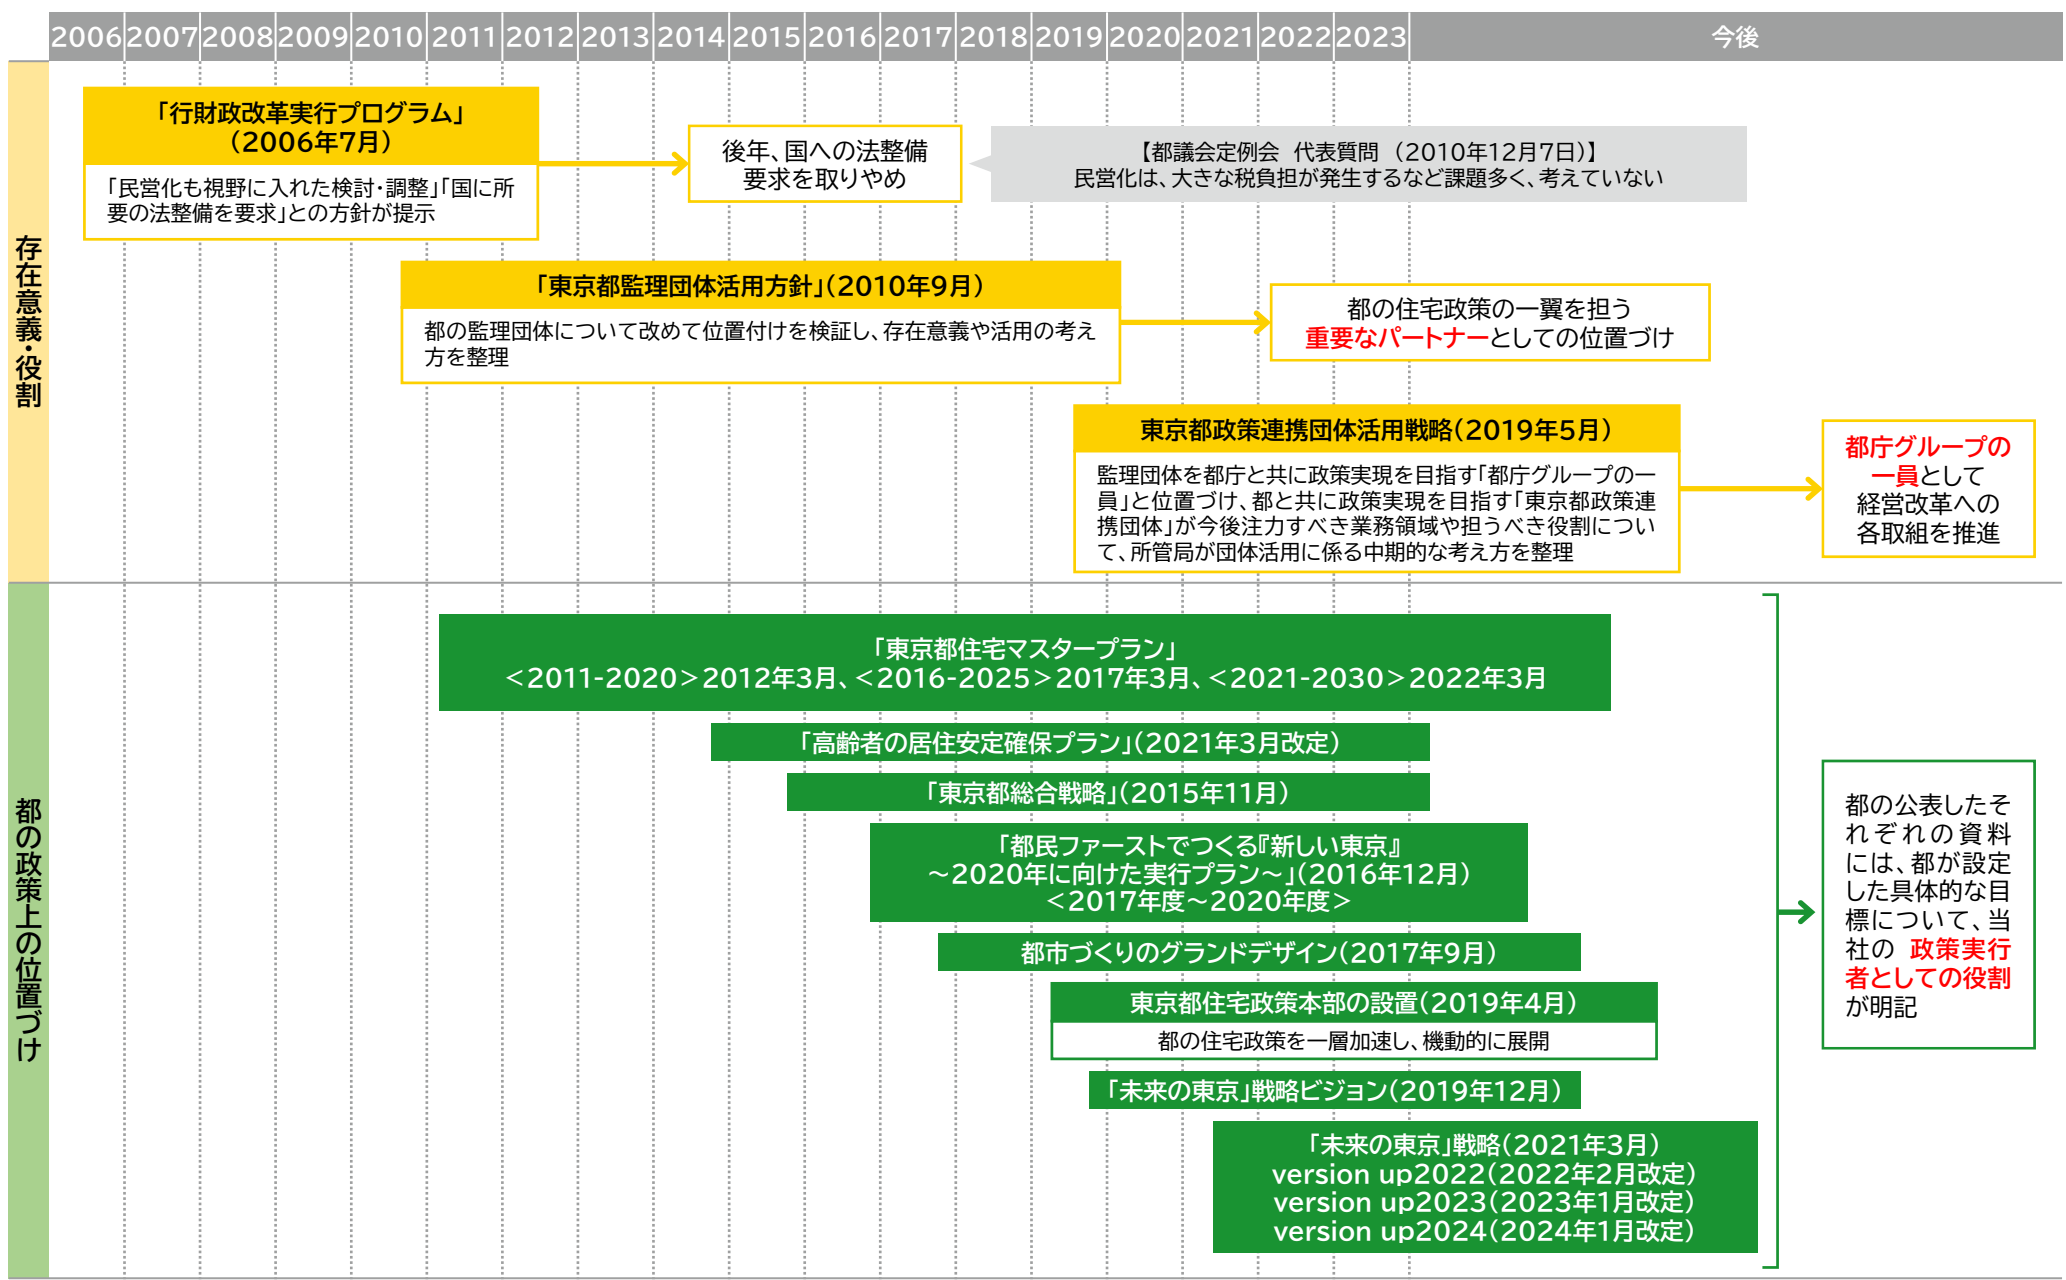 2006 2007 2008 2009 2010 2011 2012 2013 2014 2015 2016 2017 2018 2019 2020 2021 2022 2023 今後
存在意義・役割
「行財政改革実行プログラム」
（2006年7月）
「民営化も視野に入れた検討・調整」「国に所
要の法整備を要求」との方針が提示
後年、国への法整備
要求を取りやめ
【都議会定例会　代表質問　（2010年12月7日）】
民営化は、大きな税負担が発生するなど課題多く、考えていない
「東京都監理団体活用方針」（2010年9月）
都の監理団体について改めて位置付けを検証し、存在意義や活用の考え
方を整理
都の住宅政策の一翼を担う
重要なパートナーとしての位置づけ
東京都政策連携団体活用戦略（2019年5月）
監理団体を都庁と共に政策実現を目指す「都庁グループの一
員」と位置づけ、都と共に政策実現を目指す「東京都政策連
携団体」が今後注力すべき業務領域や担うべき役割につい
て、所管局が団体活用に係る中期的な考え方を整理
都庁グループの
一員として
経営改革への
各取組を推進
都の政策上の位置づけ
「東京都住宅マスタープラン」
＜2011-2020＞2012年3月、＜2016-2025＞2017年3月、＜2021-2030＞2022年3月
「高齢者の居住安定確保プラン」（2021年3月改定）
「東京都総合戦略」（2015年11月）
「都民ファーストでつくる『新しい東京』
～2020年に向けた実行プラン～」（2016年12月）
＜2017年度～2020年度＞
都市づくりのグランドデザイン（2017年9月）
東京都住宅政策本部の設置（2019年4月）
都の住宅政策を一層加速し、機動的に展開
「未来の東京」戦略ビジョン（2019年12月）
「未来の東京」戦略（2021年3月）
version up2022（2022年2月改定）
version up2023（2023年1月改定）
version up2024（2024年1月改定）
都の公表したそ
れぞれの資料
には、都が設定
した具体的な目
標について、当
社の 政策実行
者としての役割
が明記